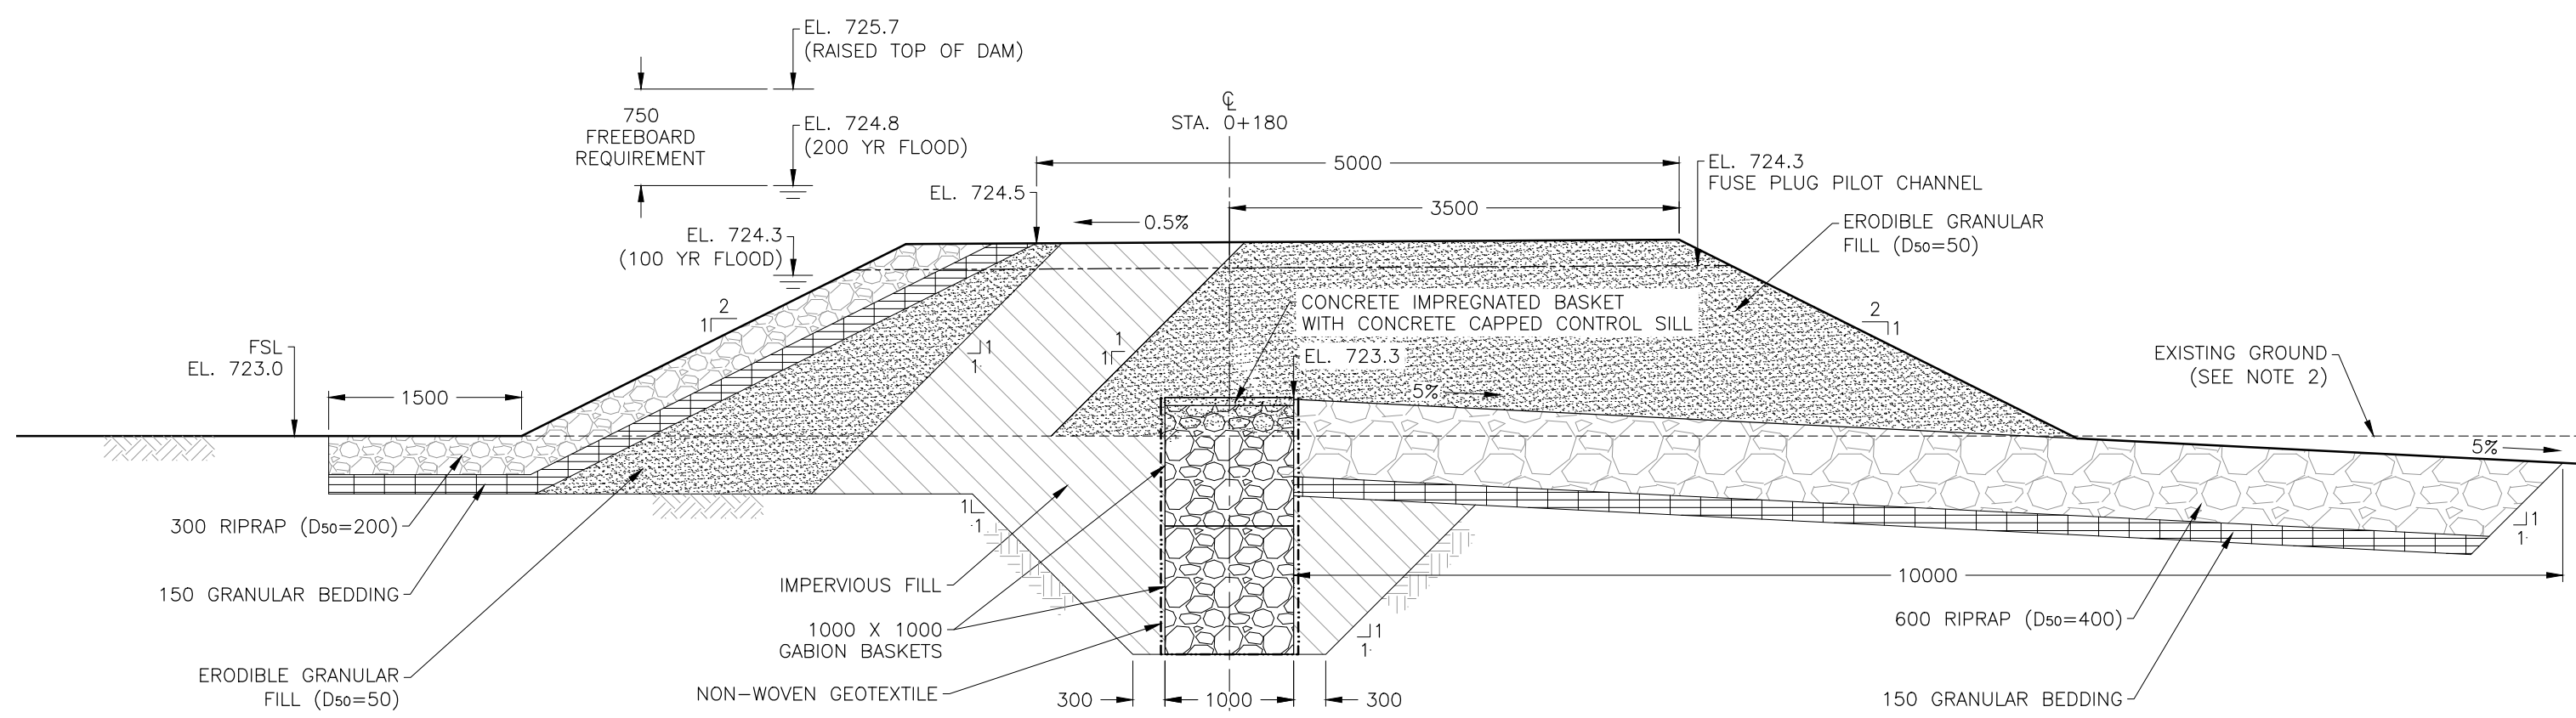 EL. 725.7
(RAISED TOP OF DAM)
750
FREEBOARD
REQUIREMENT
EL. 724.8
(200 YR FLOOD)
℄
STA. 0+180
5000
EL. 724.3
FUSE PLUG PILOT CHANNEL
EL. 724.5
3500
0.5%
ERODIBLE GRANULAR
FILL (D50=50)
EL. 724.3
(100 YR FLOOD)
2
1
1
1
1
1
CONCRETE IMPREGNATED BASKET
WITH CONCRETE CAPPED CONTROL SILL
2
1
FSL
EL. 723.0
EL. 723.3
EXISTING GROUND
(SEE NOTE 2)
1500
5%
5%
300 RIPRAP (D50=200)
1
1
1
1
150 GRANULAR BEDDING
IMPERVIOUS FILL
10000
1000 X 1000
GABION BASKETS
1
1
600 RIPRAP (D50=400)
ERODIBLE GRANULAR
FILL (D50=50)
NON-WOVEN GEOTEXTILE
300
1000
300
150 GRANULAR BEDDING